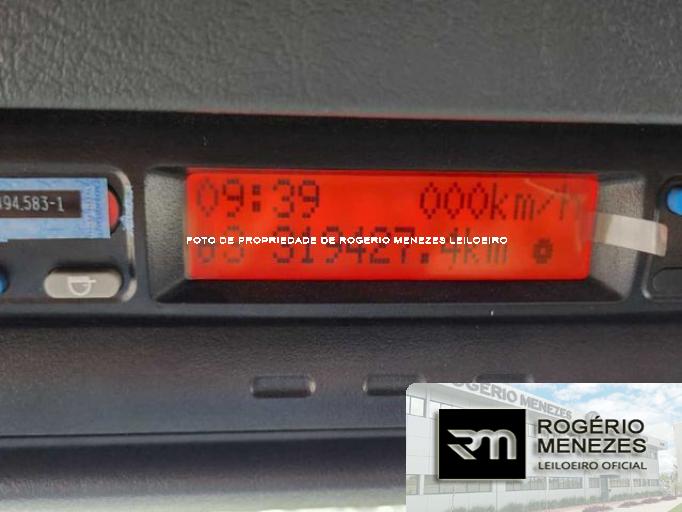 494.583-1
09:39 000km/h
FOTO DE PROPRIEDADE DE ROGERIO MENEZES LEILOEIRO
319427.4km
ROGÉRIO MENEZES
RM
ROGÉRIO
MENEZES
LEILOEIRO OFICIAL